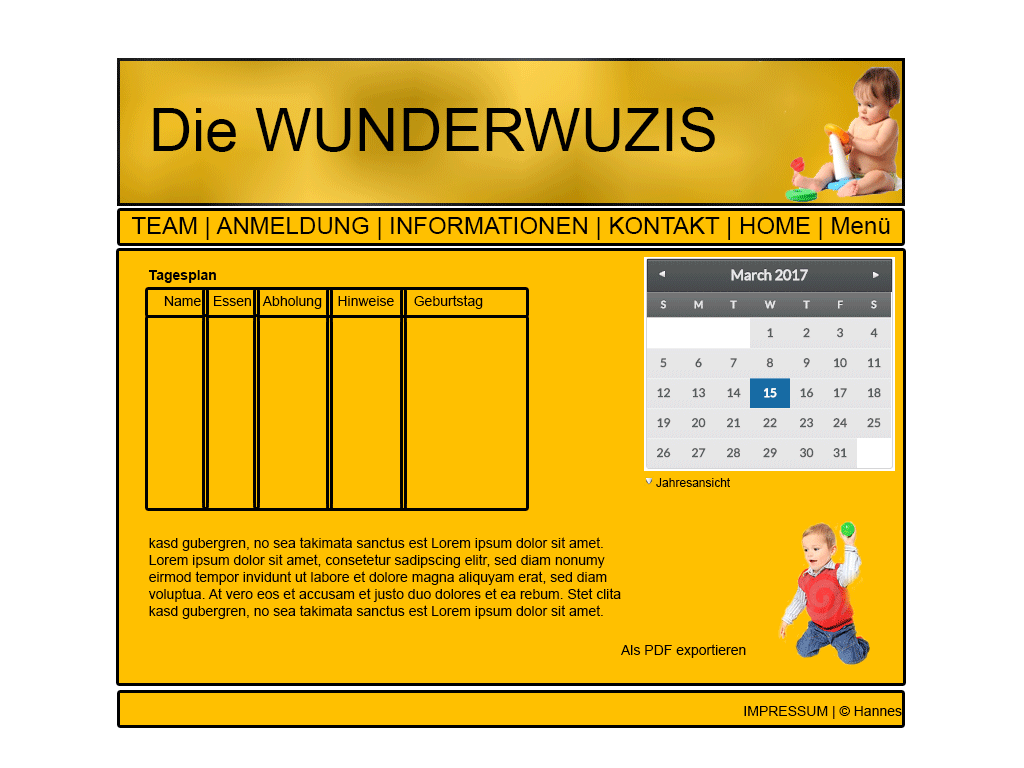 Die WUNDERWUZIS
TEAM | ANMELDUNG | INFORMATIONEN | KONTAKT | HOME | Menü
Tagesplan
Name Essen Abholung Hinweise Geburtstag
March 2017
S M T W T F S
1 2 3 4
5 6 7 8 9 10 11
12 13 14 15 16 17 18
19 20 21 22 23 24 25
26 27 28 29 30 31
Jahresansicht
kasd gubergren, no sea takimata sanctus est Lorem ipsum dolor sit amet.
Lorem ipsum dolor sit amet, consetetur sadipscing elitr, sed diam nonumy
eirmod tempor invidunt ut labore et dolore magna aliquyam erat, sed diam
voluptua. At vero eos et accusam et justo duo dolores et ea rebum. Stet clita
kasd gubergren, no sea takimata sanctus est Lorem ipsum dolor sit amet.
Als PDF exportieren
IMPRESSUM | © Hannes